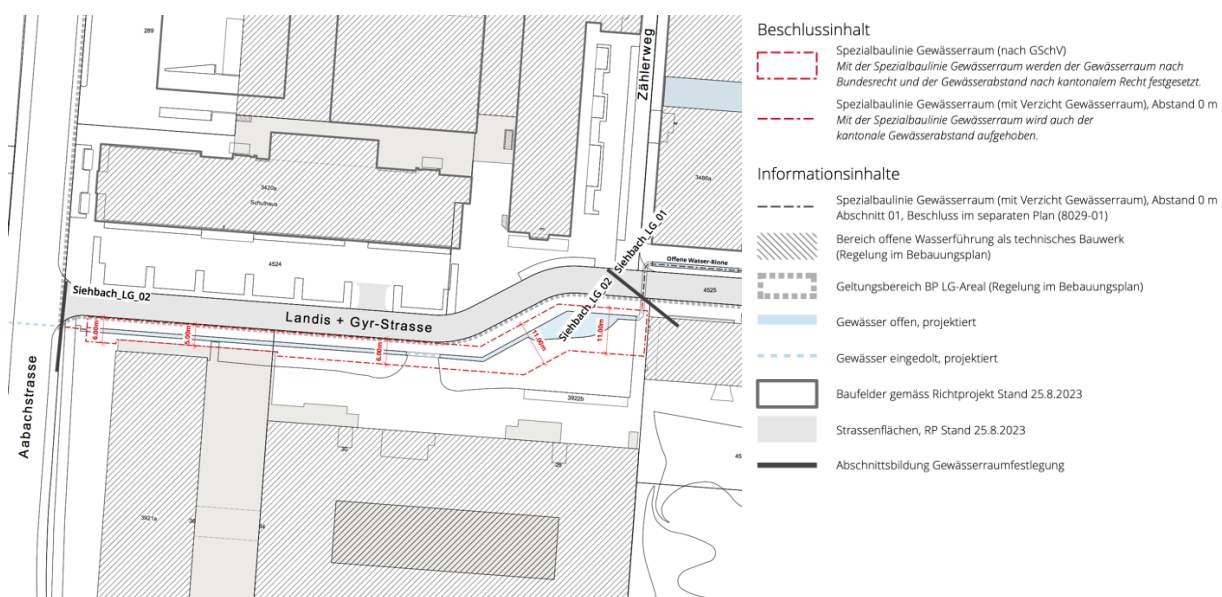 289
Zählerweg
3420a
Schulhaus
3486a
4524
3
Siehbach_LG_01
Offene Wasser-Rinne
4525
Siehbach_LG_02
Siehbach_LG_02
Landis + Gyr-Strasse
6.00m
11.00m
11.00m
Aabachstrasse
3922b
30
28
3921a
Beschlussinhalt
Spezialbaulinie Gewässerraum (nach GSchV)
Mit der Spezialbaulinie Gewässerraum werden der Gewässerraum nach
Bundesrecht und der Gewässerabstand nach kantonalem Recht festgesetzt.
Spezialbaulinie Gewässerraum (mit Verzicht Gewässerraum), Abstand 0 m
Mit der Spezialbaulinie Gewässerraum wird auch der
kantonale Gewässerabstand aufgehoben.
Informationsinhalte
Spezialbaulinie Gewässerraum (mit Verzicht Gewässerraum), Abstand 0 m
Abschnitt 01, Beschluss im separaten Plan (8029-01)
Bereich offene Wasserführung als technisches Bauwerk
(Regelung im Bebauungsplan)
Geltungsbereich BP LG-Areal (Regelung im Bebauungsplan)
Gewässer offen, projektiert
Gewässer eingedolt, projektiert
Baufelder gemäss Richtprojekt Stand 25.8.2023
Strassenflächen, RP Stand 25.8.2023
Abschnittsbildung Gewässerraumfestlegung